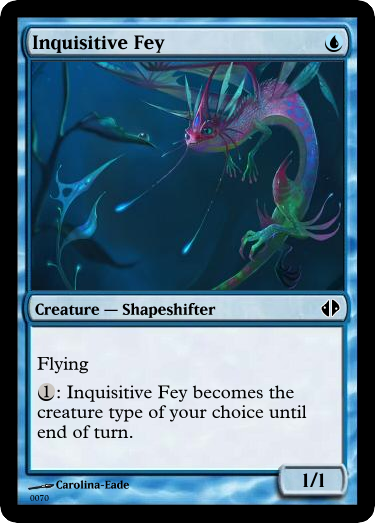 Inquisitive Fey
Creature — Shapeshifter
Flying
1: Inquisitive Fey becomes the
creature type of your choice until
end of turn.
1/1
Carolina-Eade
0070